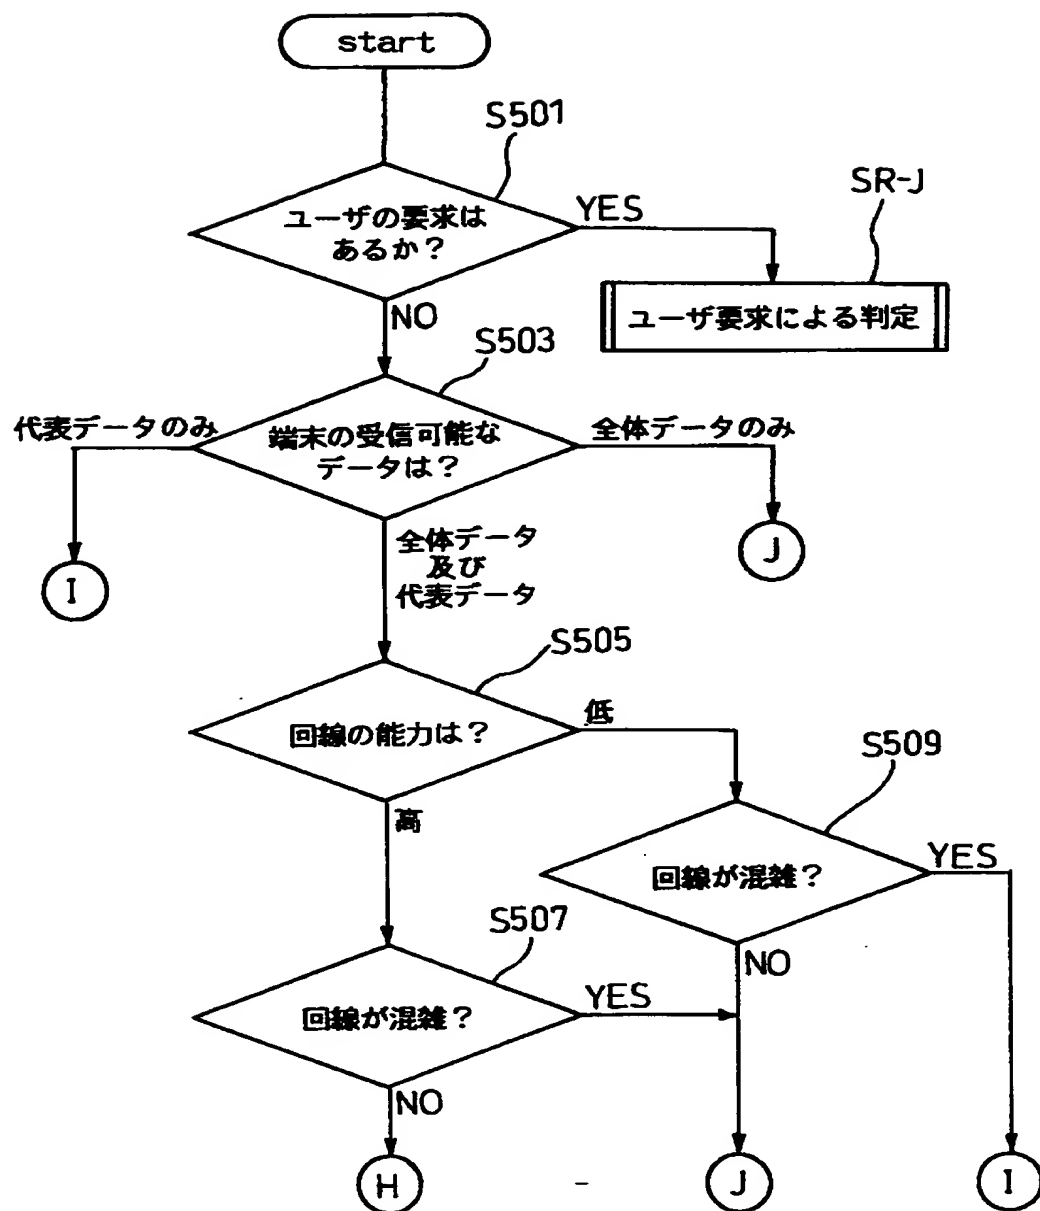 start
S501
ユーザの要求は
あるか？
YES
SR-J
ユーザ要求による判定
NO
S503
代表データのみ
端末の受信可能な
データは？
全体データのみ
I
J
全体データ
及び
代表データ
S505
回線の能力は？
低
S509
高
回線が混雑？
YES
S507
NO
回線が混雑？
YES
NO
H
J
I